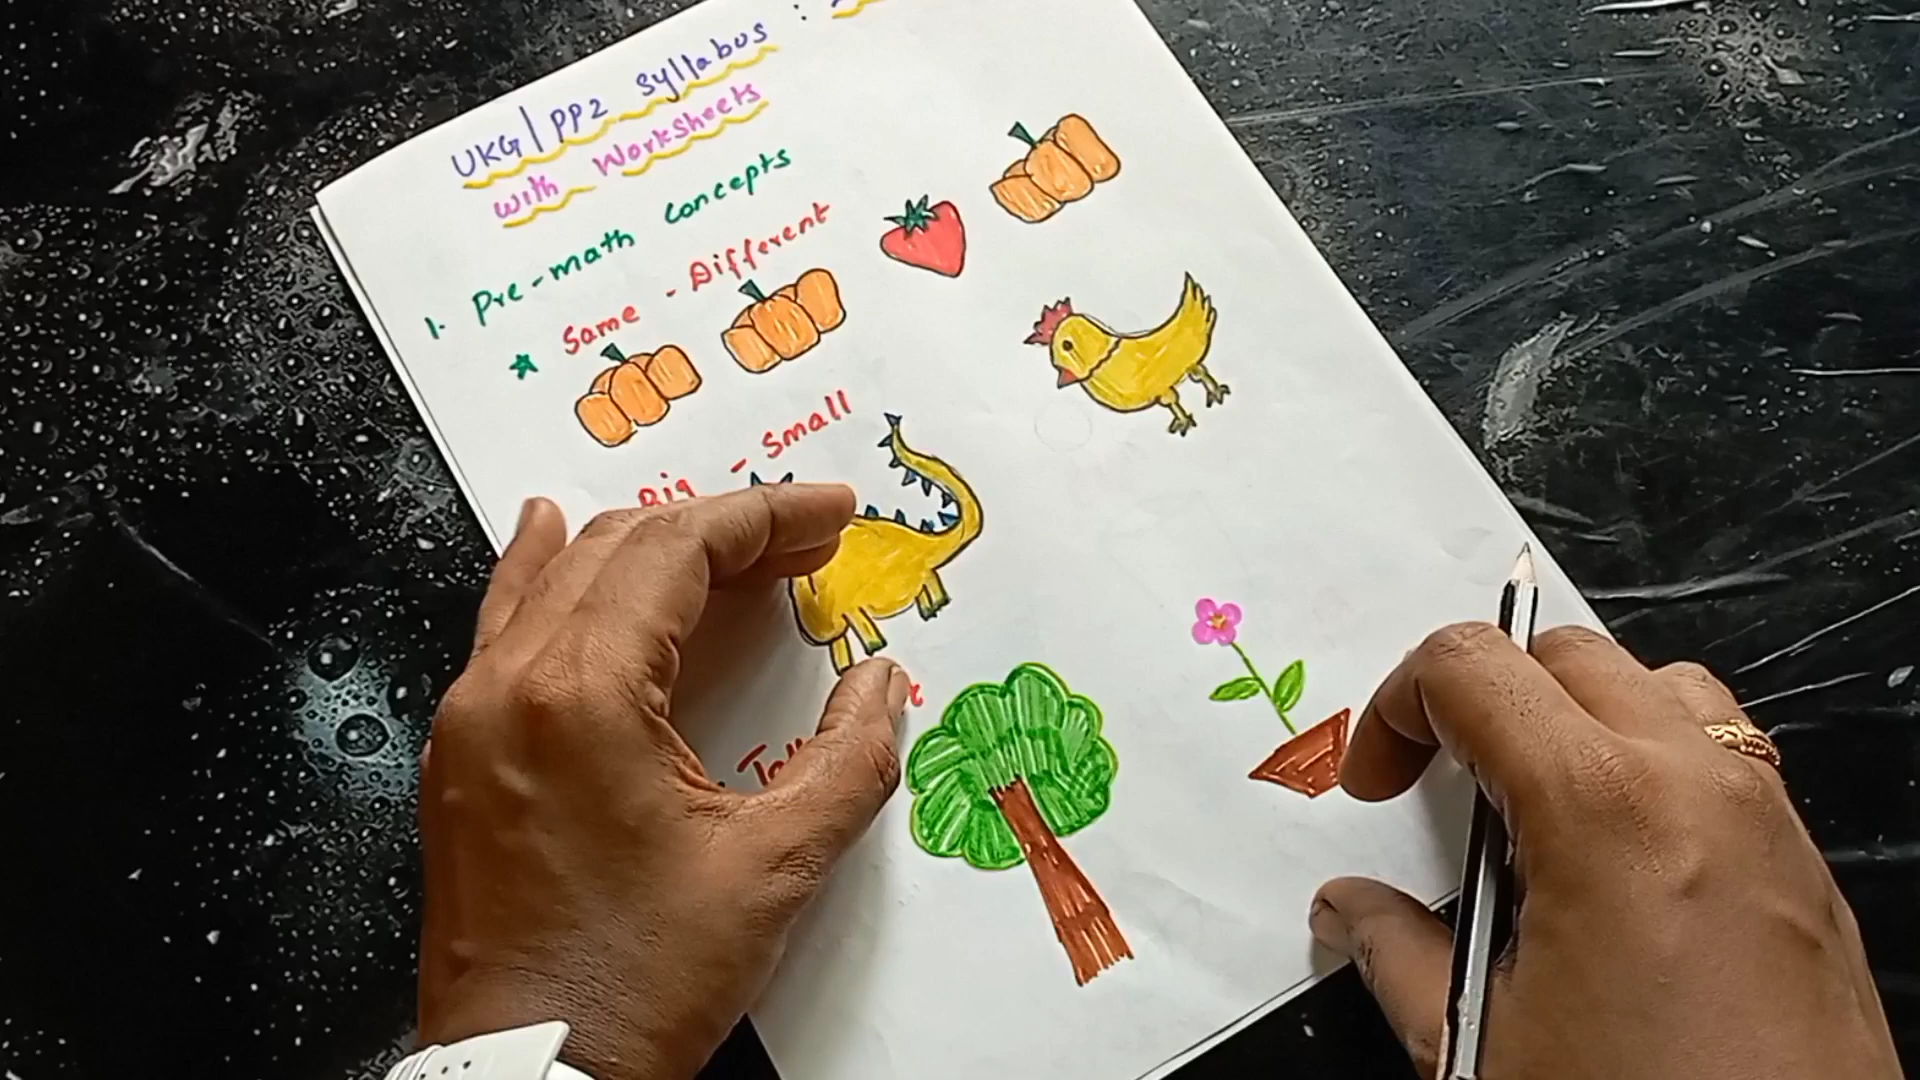 UKG|PP2 syllabus :
with Worksheets
1. Pre-math concepts
Same - Different
Big - Small